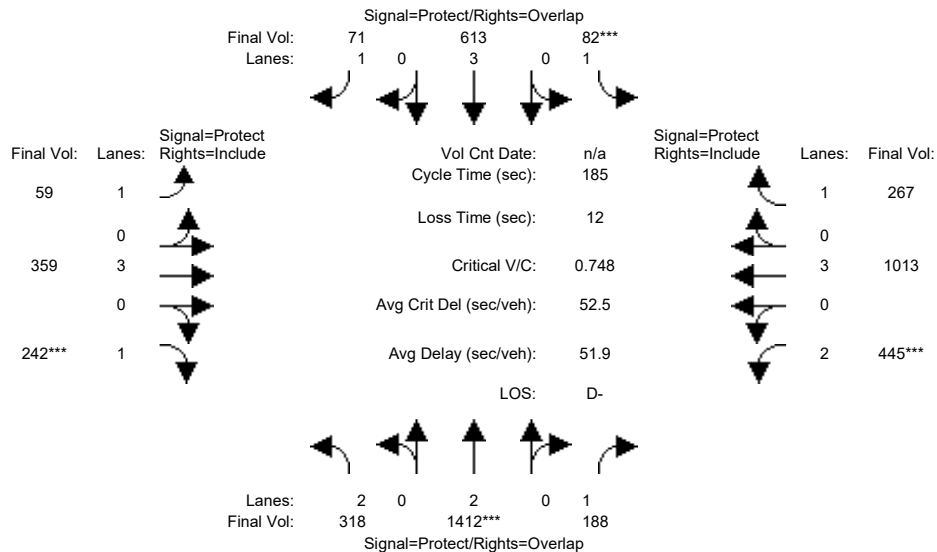 Signal=Protect/Rights=Overlap
Final Vol: 71 613 82***
Lanes: 1 0 3 0 1
Signal=Protect
Final Vol: Lanes: Rights=Include
Vol Cnt Date: n/a
Signal=Protect
Rights=Include Lanes: Final Vol:
Cycle Time (sec): 185
59 1
1 267
Loss Time (sec): 12
0
0
359 3
Critical V/C: 0.748
3 1013
0
Avg Crit Del (sec/veh): 52.5
0
242*** 1
Avg Delay (sec/veh): 51.9
2 445***
LOS: D-
Lanes: 2 0 2 0 1
Final Vol: 318 1412*** 188
Signal=Protect/Rights=Overlap